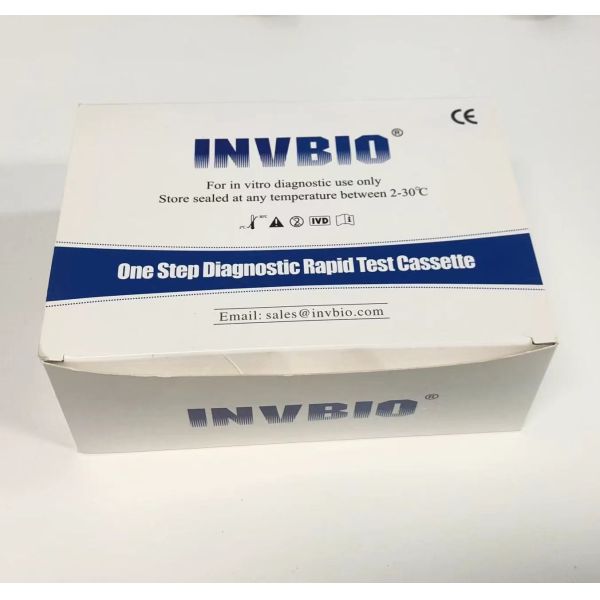 CE
INVBIO®
For in vitro diagnostic use only
Store sealed at any temperature between 2-30℃
IVD
One Step Diagnostic Rapid Test Cassette
Email: sales@invbio.com
INVBIO®